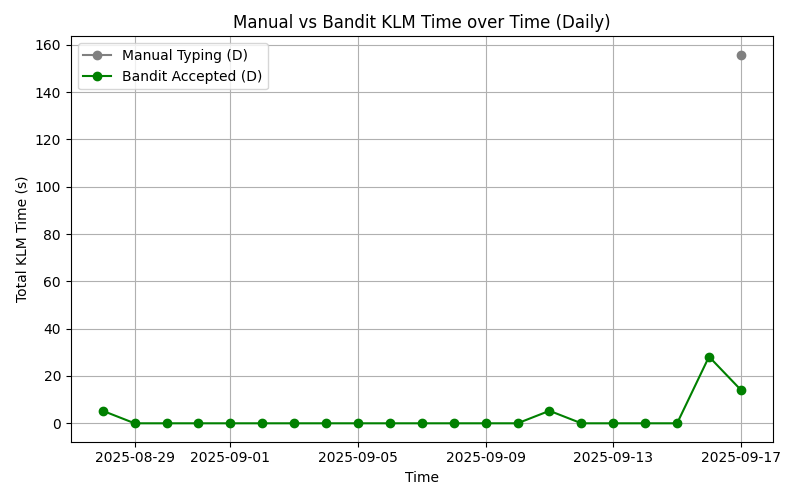 Manual vs Bandit KLM Time over Time (Daily)
Manual Typing (D)
Bandit Accepted (D)
Total KLM Time (s)
160
140
120
100
80
60
40
20
0
2025-08-29 2025-09-01 2025-09-05 2025-09-09 2025-09-13 2025-09-17
Time